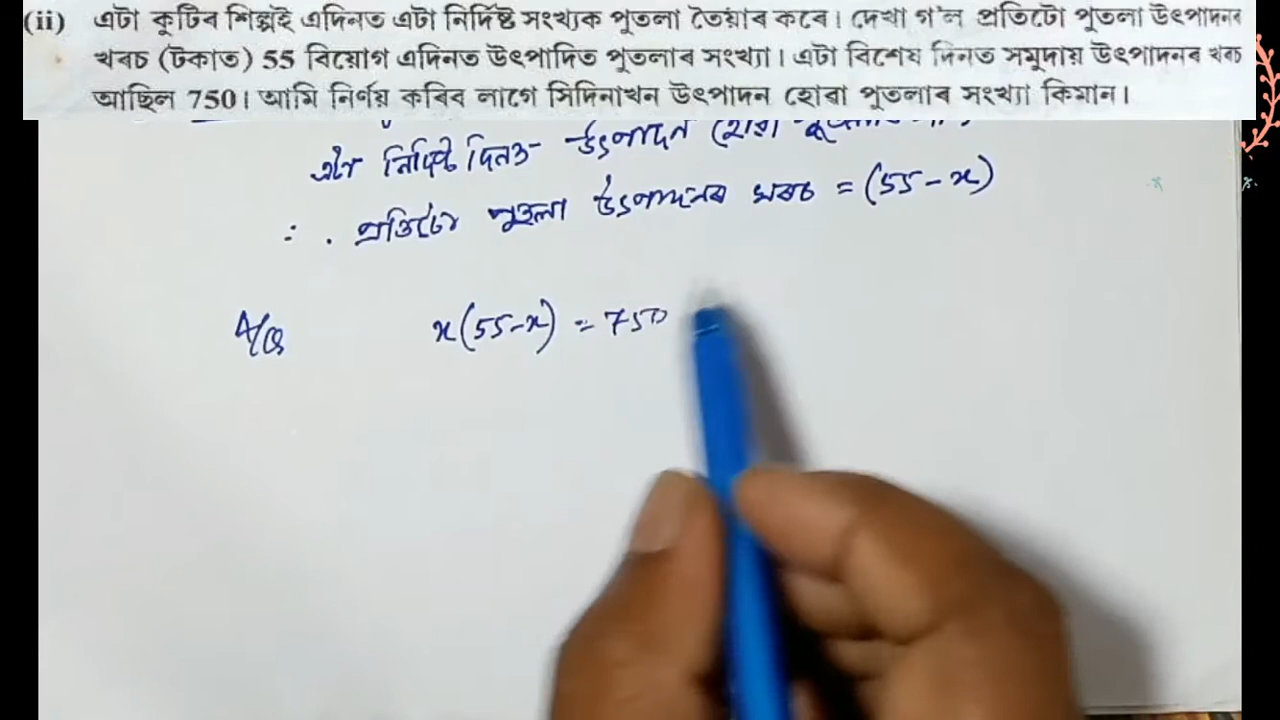 (ii) এটা কুটিৰ শিল্পই এদিনত এটা নিৰ্দিষ্ট সংখ্যক পুতলা তৈয়াৰ কৰে। দেখা গ'ল প্ৰতিটো পুতলা উৎপাদনৰ
খৰচ (টকাত) 55 বিয়োগ এদিনত উৎপাদিত পুতলাৰ সংখ্যা। এটা বিশেষ দিনত সমুদায় উৎপাদনৰ খৰচ
আছিল 750। আমি নিৰ্ণয় কৰিব লাগে সিদিনাখন উৎপাদন হোৱা পুতলাৰ সংখ্যা কিমান।
এটা নিৰ্দিষ্ট দিনত উৎপাদন হোৱা
∴ প্ৰতিটো পুতলা উৎপাদনৰ খৰচ = (55 - x)
A/Q x(55-x) = 750